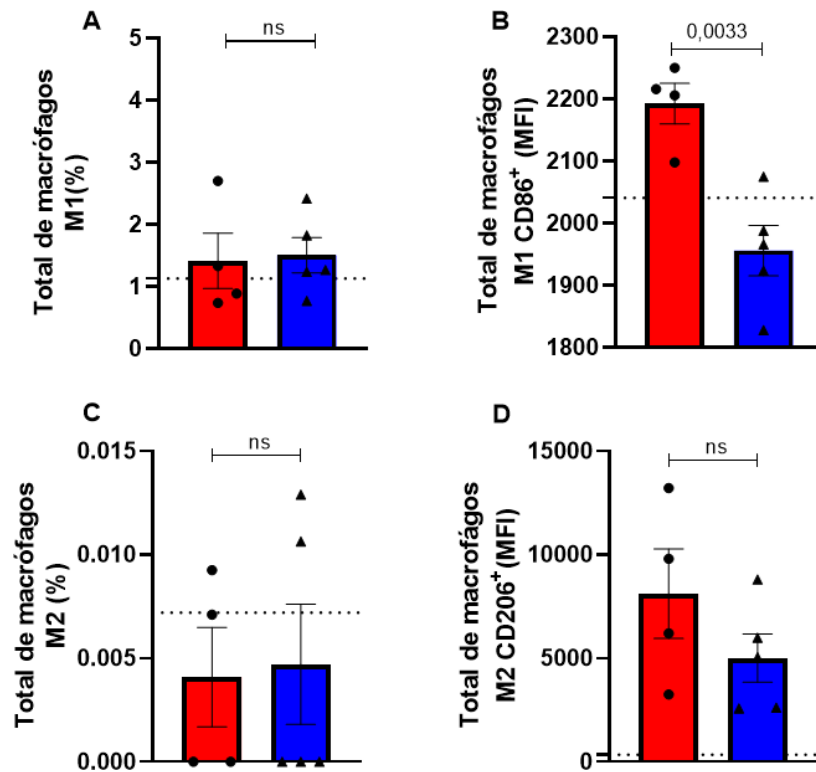 A
Total de macrófagos
M1(%)
5
4
3
2
1
0
ns
B
Total de macrófágos
M1 CD86⁺ (MFI)
2300
2200
2100
2000
1900
1800
0,0033
C
Total de macrófagos
M2 (%)
0.015
0.010
0.005
0.000
ns
D
Total de macrófagos
M2 CD206⁺(MFI)
15000
10000
5000
0
ns